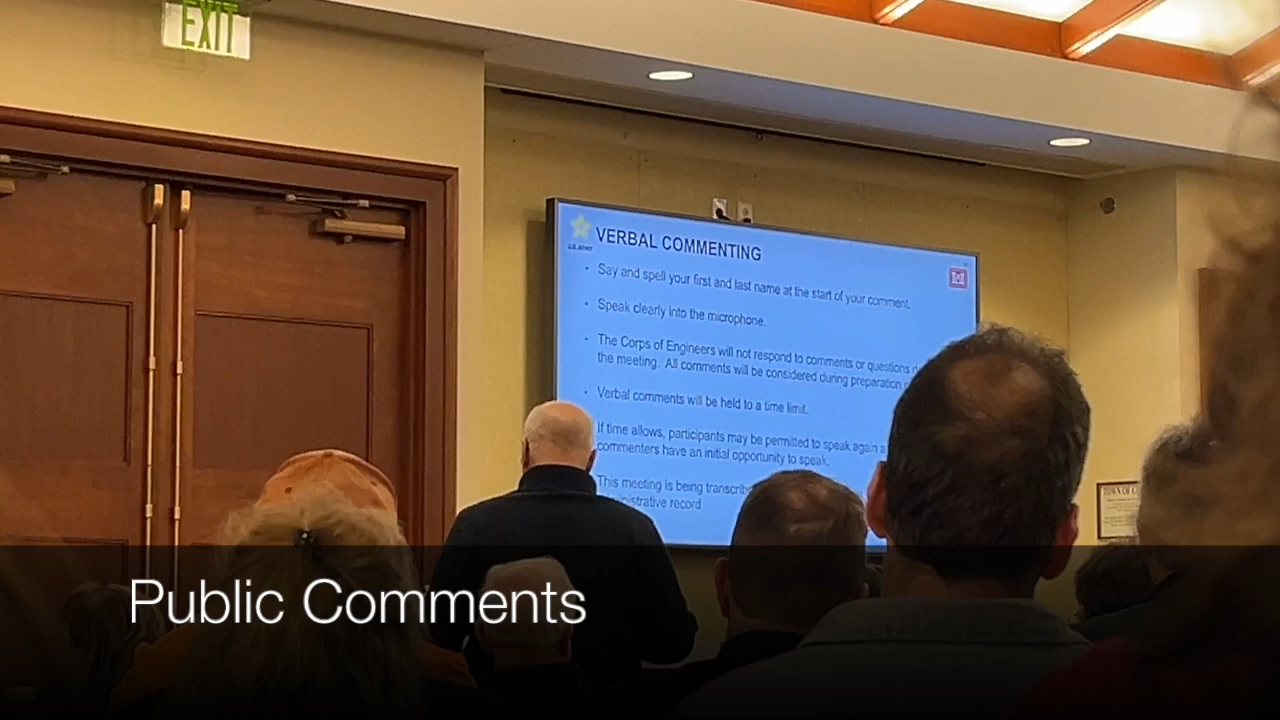 EXIT
U.S. ARMY
VERBAL COMMENTING
• Say and spell your first and last name at the start of your comment.
• Speak clearly into the microphone.
• The Corps of Engineers will not respond to comments or questions
the meeting. All comments will be considered during preparation
• Verbal comments will be held to a time limit.
If time allows, participants may be permitted to speak again
commenters have an initial opportunity to speak.
This meeting is being
record
TOWN OF
Public Comments